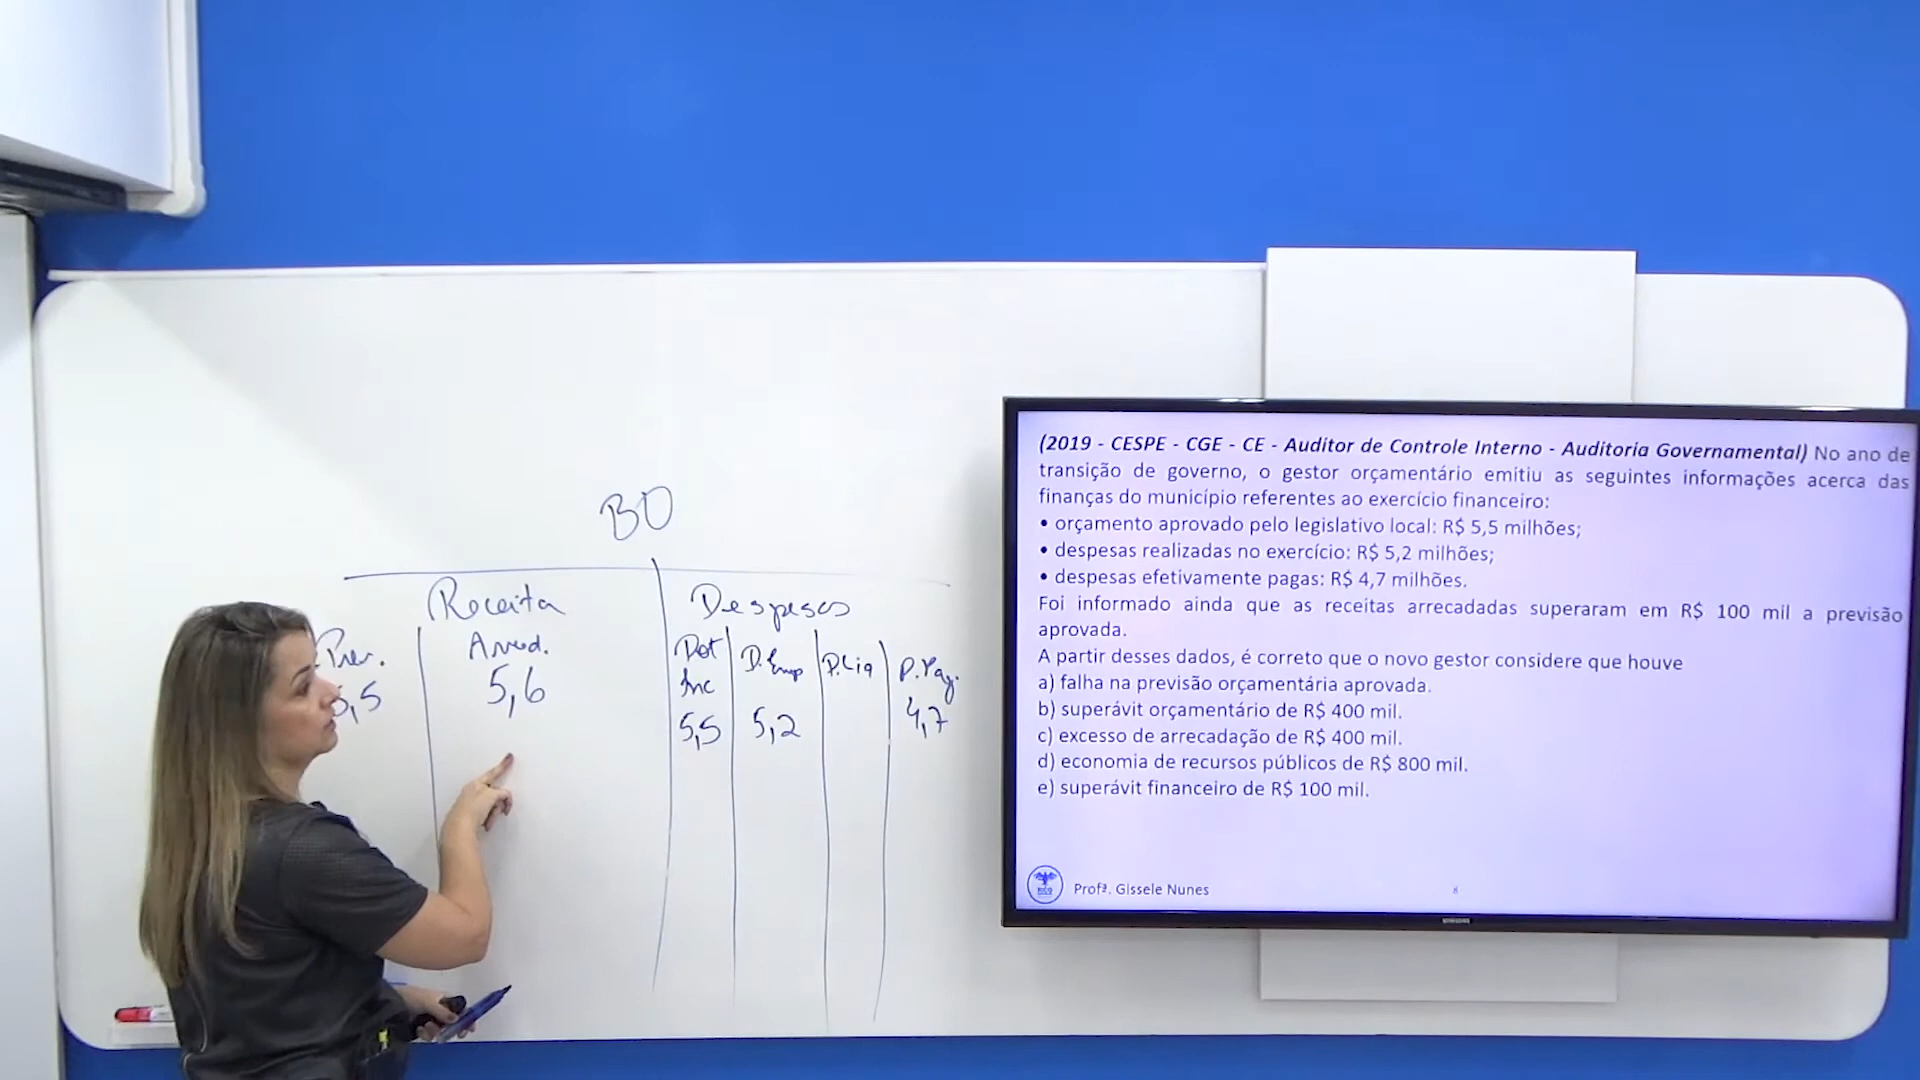 BO
Receita
Despesas
Prev.
Arrecad.
Dot
Inc
D. Emp
D. Liq
D. Pag.
5,5
5,6
5,5
5,2
4,7
(2019 - CESPE - CGE - CE - Auditor de Controle Interno - Auditoria Governamental) No ano de
transição de governo, o gestor orçamentário emitiu as seguintes informações acerca das
finanças do município referentes ao exercício financeiro:
• orçamento aprovado pelo legislativo local: R$ 5,5 milhões;
• despesas realizadas no exercício: R$ 5,2 milhões;
• despesas efetivamente pagas: R$ 4,7 milhões.
Foi informado ainda que as receitas arrecadadas superaram em R$ 100 mil a previsão
aprovada.
A partir desses dados, é correto que o novo gestor considere que houve
a) falha na previsão orçamentária aprovada.
b) superávit orçamentário de R$ 400 mil.
c) excesso de arrecadação de R$ 400 mil.
d) economia de recursos públicos de R$ 800 mil.
e) superávit financeiro de R$ 100 mil.
Profª. Gissele Nunes
8